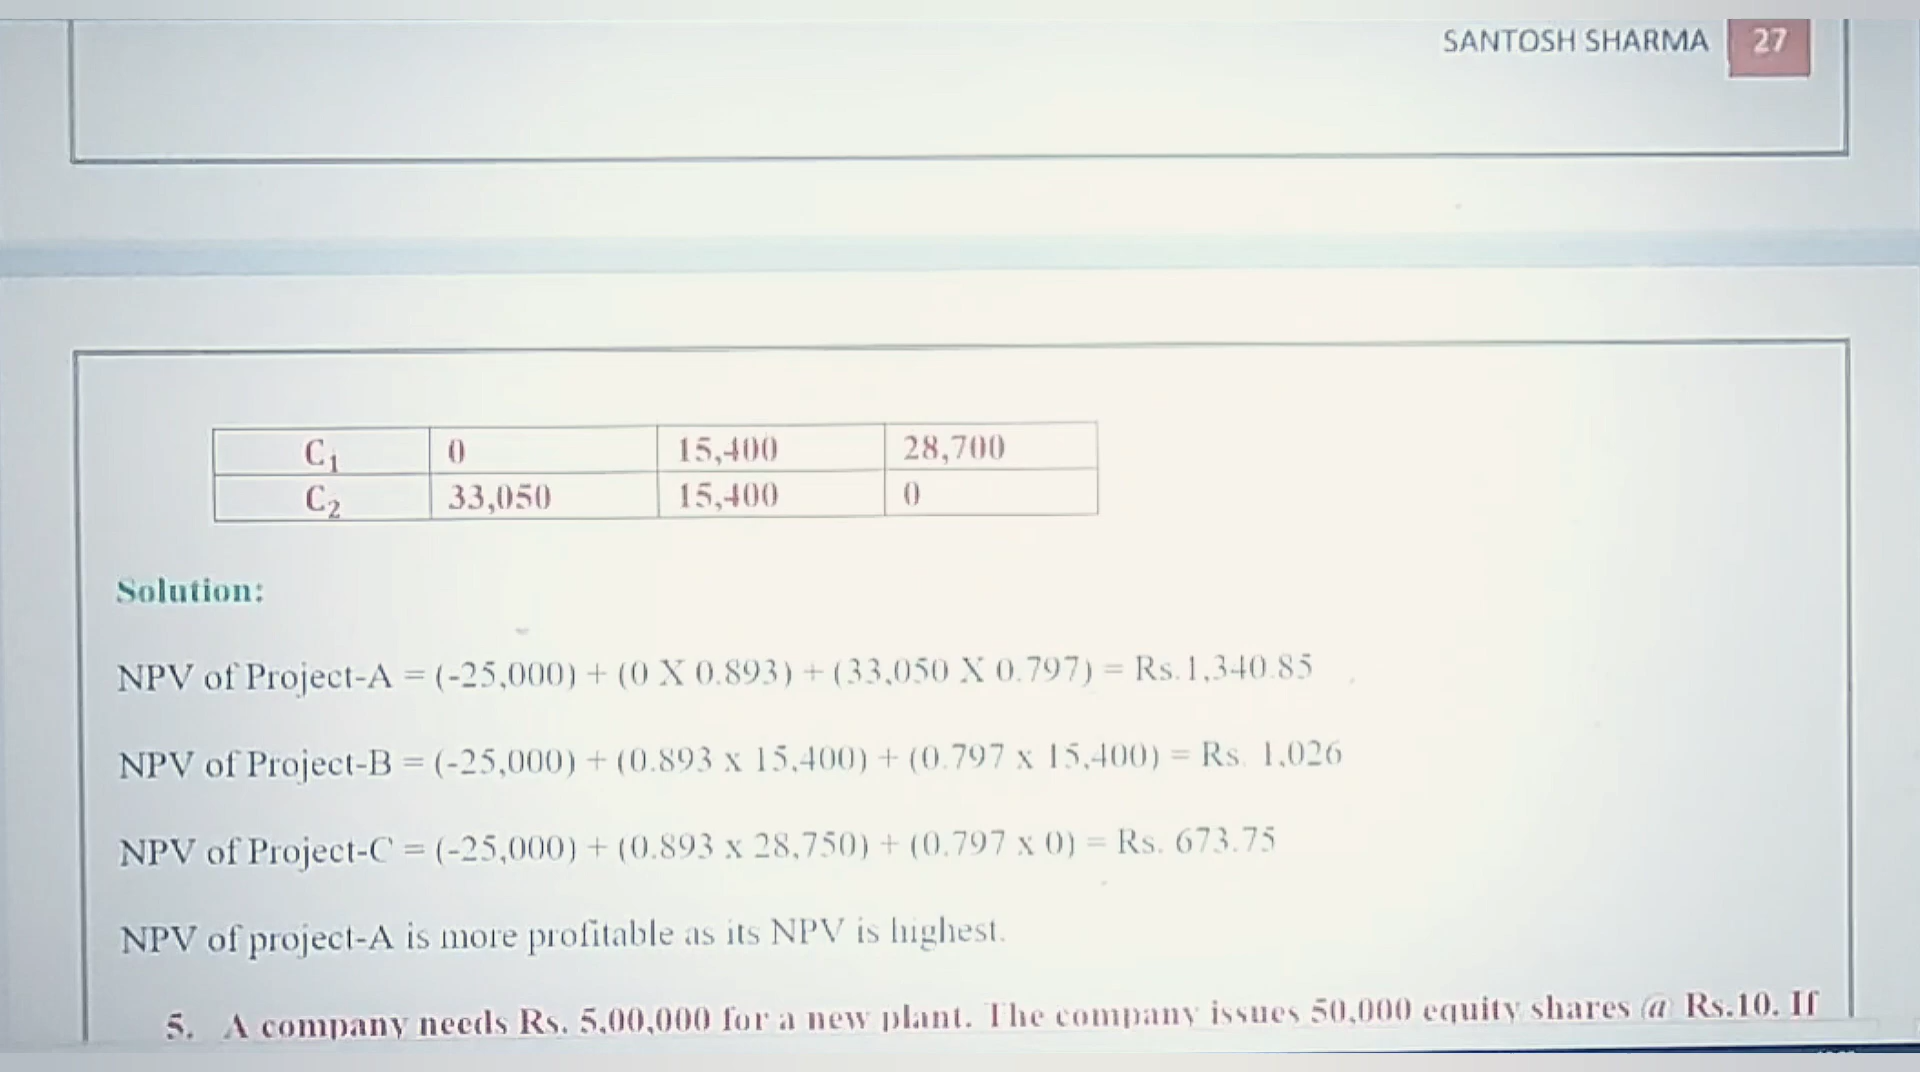 SANTOSH SHARMA 27
C₁ 0 15,400 28,700
C₂ 33,050 15,400 0
Solution:
NPV of Project-A = (-25,000) + (0 X 0.893) + (33,050 X 0.797) = Rs.1,340.85
NPV of Project-B = (-25,000) + (0.893 x 15,400) + (0.797 x 15,400) = Rs. 1,026
NPV of Project-C = (-25,000) + (0.893 x 28,750) + (0.797 x 0) = Rs. 673.75
NPV of project-A is more profitable as its NPV is highest.
5. A company needs Rs. 5,00,000 for a new plant. The company issues 50,000 equity shares @ Rs.10. If